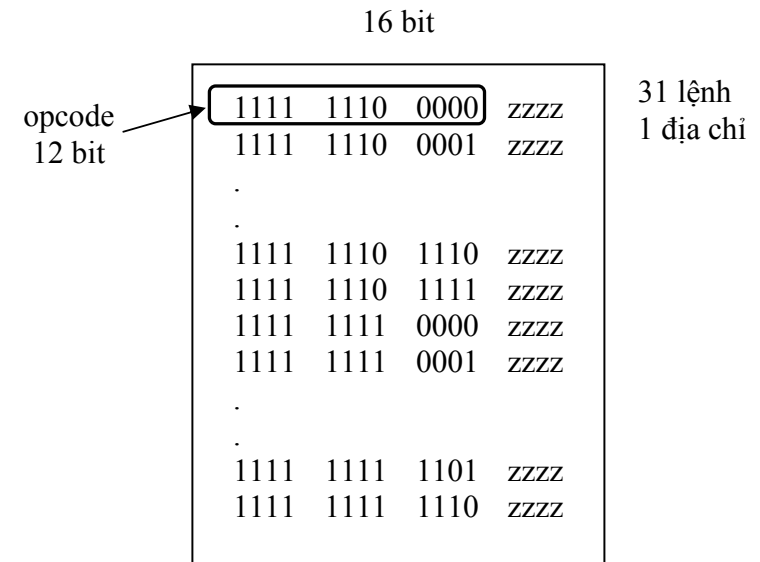 16 bit
opcode
12 bit
1111 1110 0000 zzzz
1111 1110 0001 zzzz
.
.
1111 1110 1110 zzzz
1111 1110 1111 zzzz
1111 1111 0000 zzzz
1111 1111 0001 zzzz
.
.
1111 1111 1101 zzzz
1111 1111 1110 zzzz
31 lệnh
1 địa chỉ